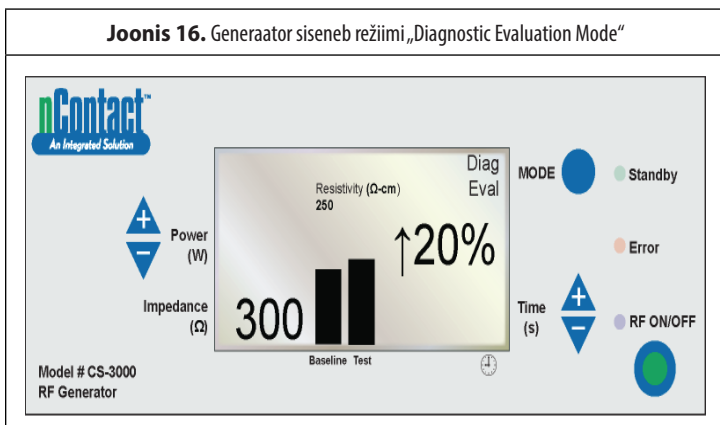 Joonis 16. Generaator siseneb režiimi „Diagnostic Evaluation Mode“
nContact™
An Integrated Solution
Diag
Eval
Resistivity (Ω-cm)
250
↑20%
300
Baseline Test
+
−
Power
(W)
Impedance
(Ω)
Model # CS-3000
RF Generator
MODE
Standby
Error
Time
(s)
+
−
RF ON/OFF